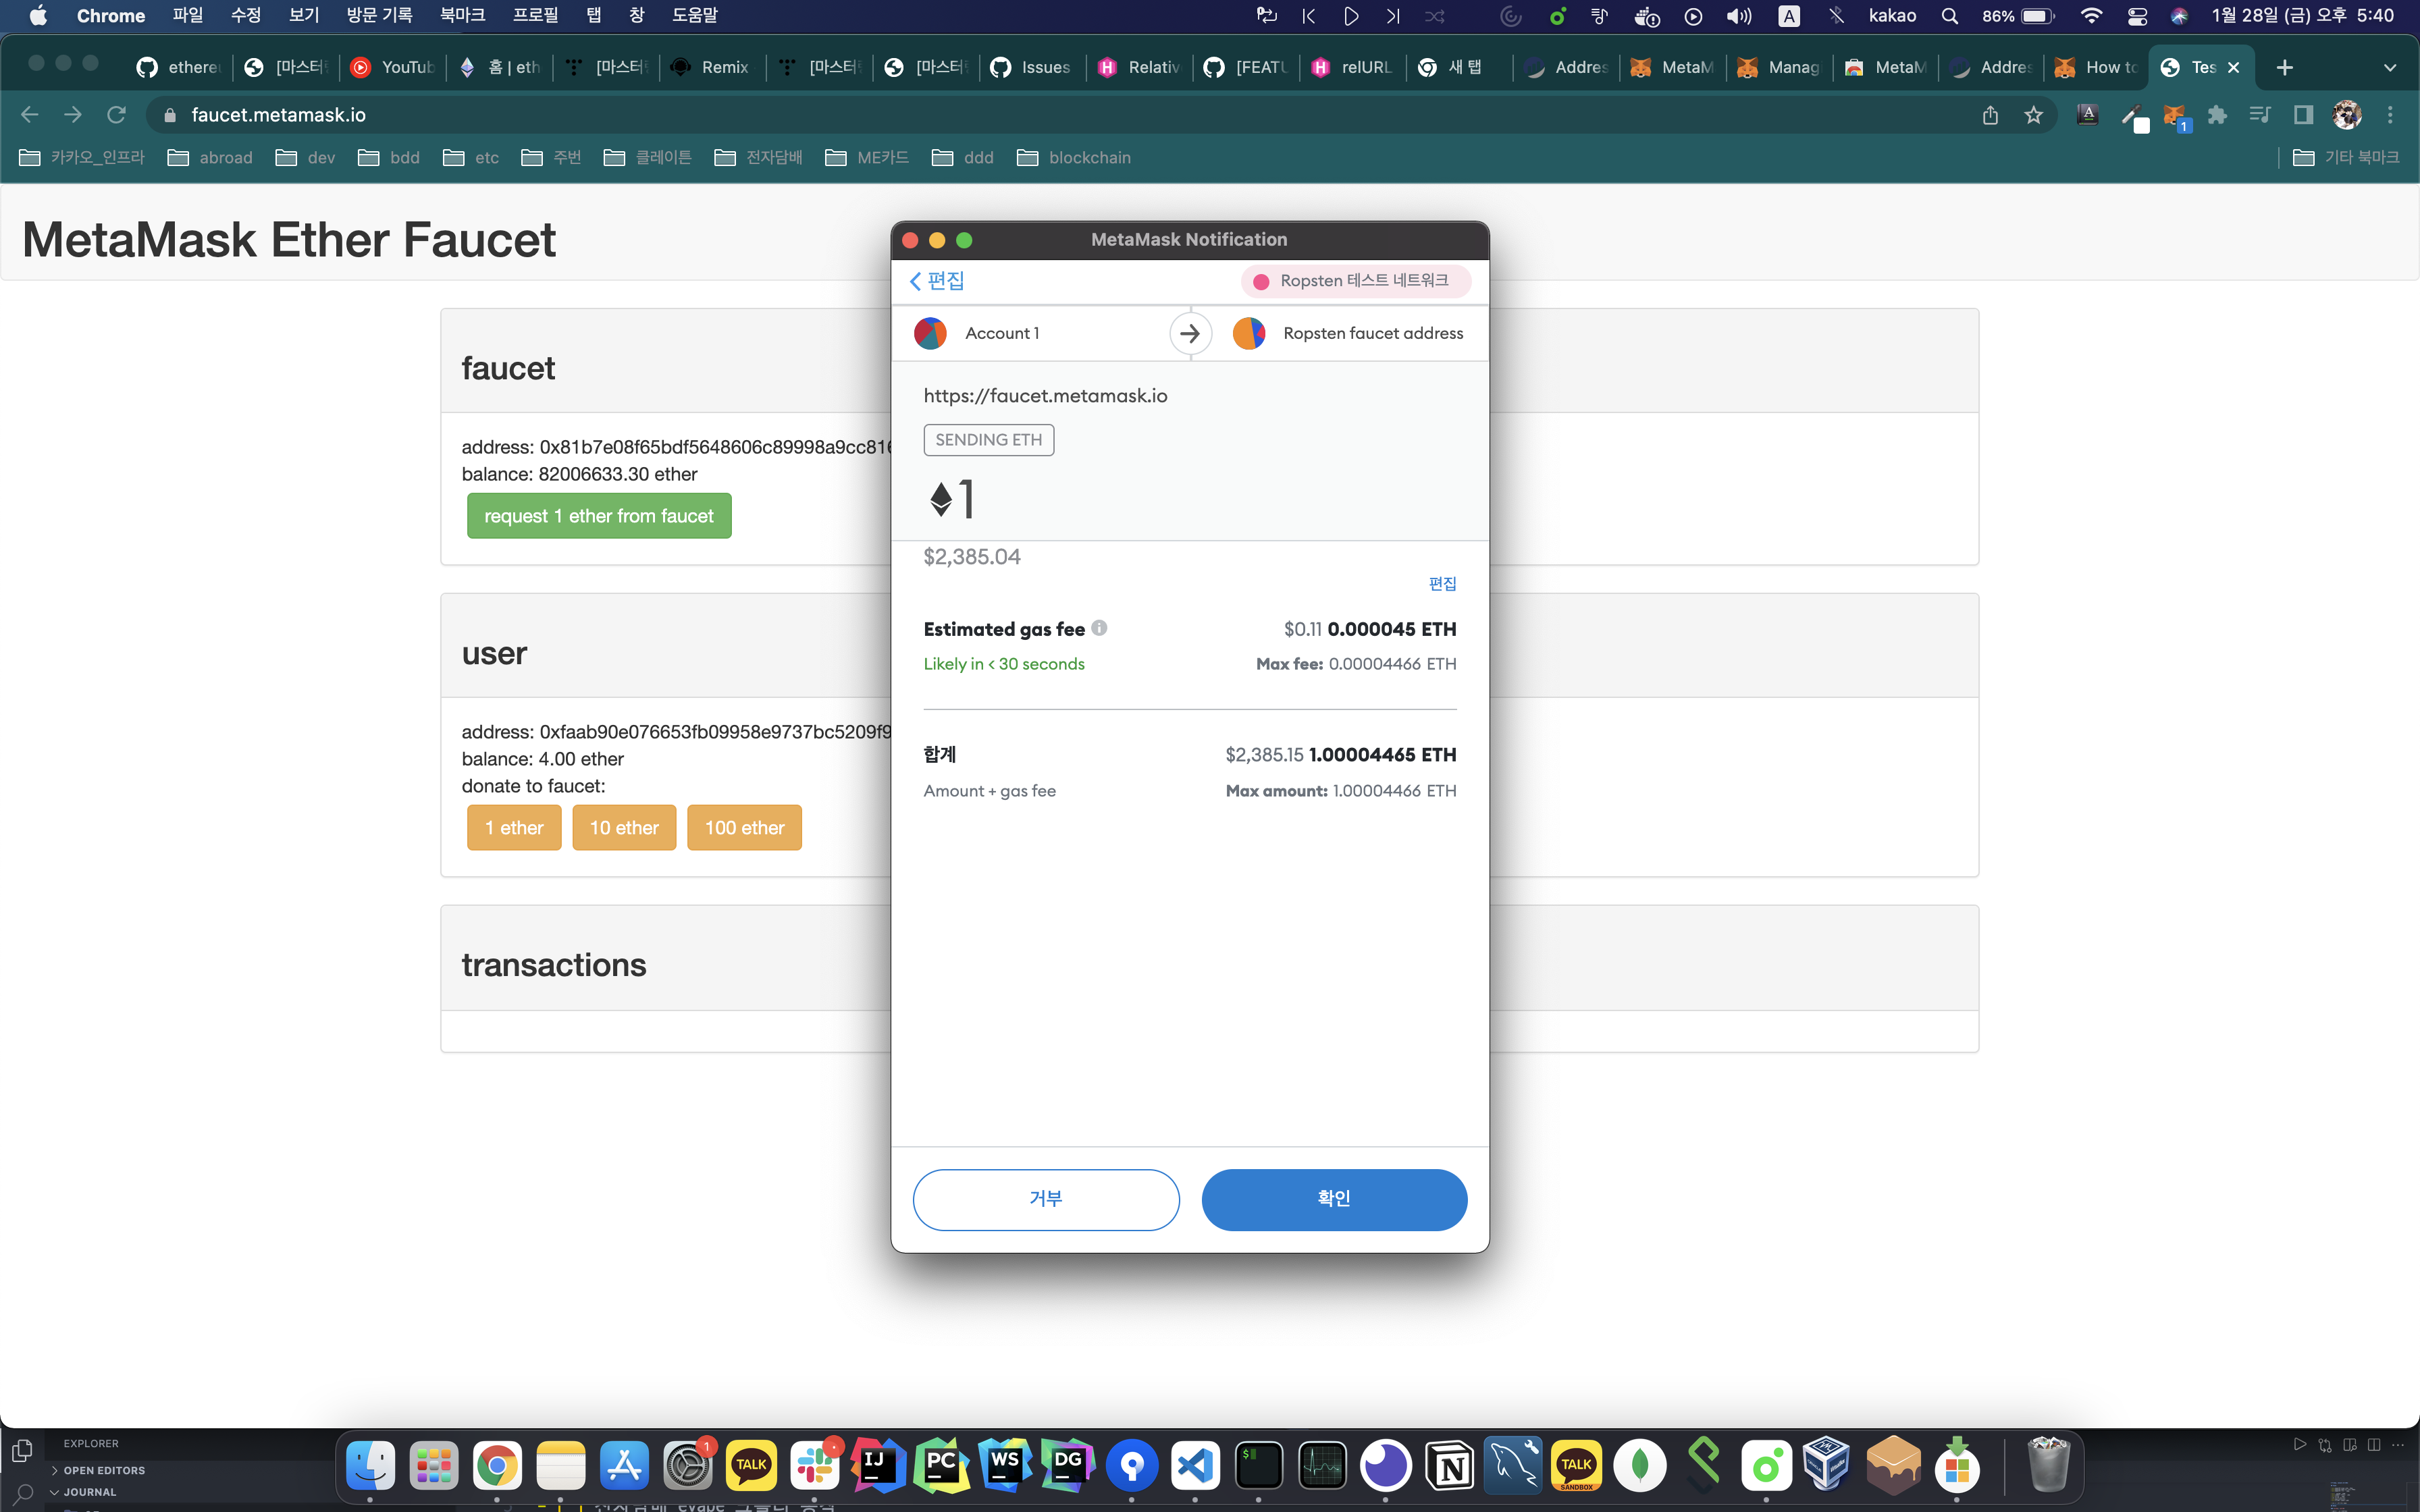 Chrome 파일 수정 보기 방문 기록 북마크 프로필 탭 창 도움말
A kakao 86% 1월 28일 (금) 오후 5:40
ethere [마스터 YouTub 홈 | eth [마스터 Remix [마스터 [마스터 Issues Relativ [FEATU relURL 새 탭 Addres MetaM Manag MetaM Addres How to Tes
faucet.metamask.io
카카오_인프라 abroad dev bdd etc 주번 클레이튼 전자담배 ME카드 ddd blockchain 기타 북마크
MetaMask Ether Faucet
faucet
address: 0x81b7e08f65bdf5648606c89998a9cc816
balance: 82006633.30 ether
request 1 ether from faucet
user
address: 0xfaab90e076653fb09958e9737bc5209f9
balance: 4.00 ether
donate to faucet:
1 ether 10 ether 100 ether
transactions
MetaMask Notification
편집 Ropsten 테스트 네트워크
Account 1 Ropsten faucet address
https://faucet.metamask.io
SENDING ETH
1
$2,385.04
편집
Estimated gas fee $0.11 0.000045 ETH
Likely in < 30 seconds Max fee: 0.00004466 ETH
합계 $2,385.15 1.00004465 ETH
Amount + gas fee Max amount: 1.00004466 ETH
거부 확인
EXPLORER
OPEN EDITORS
JOURNAL
1 TALK IJ PC WS DG N TALK SANDBOX